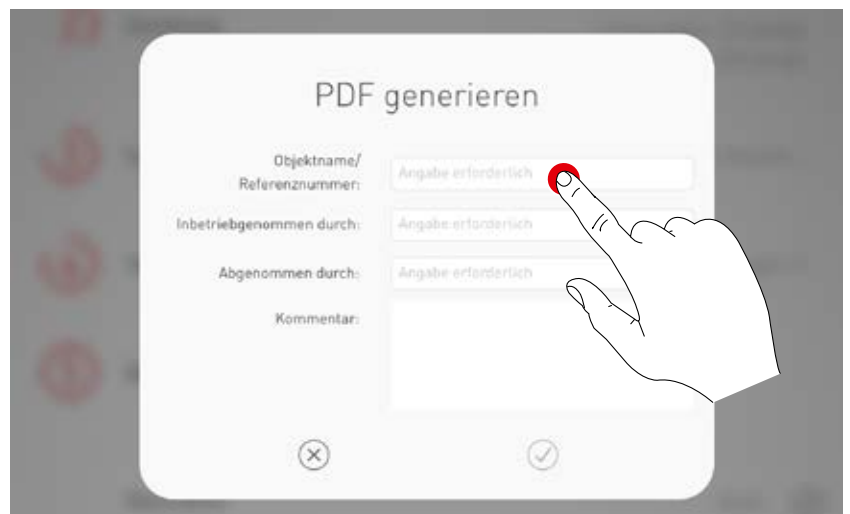 PDF generieren
Objektname/
Referenznummer:
Angabe erforderlich
Inbetriebgenommen durch:
Angabe erforderlich
Abgenommen durch:
Angabe erforderlich
Kommentar: